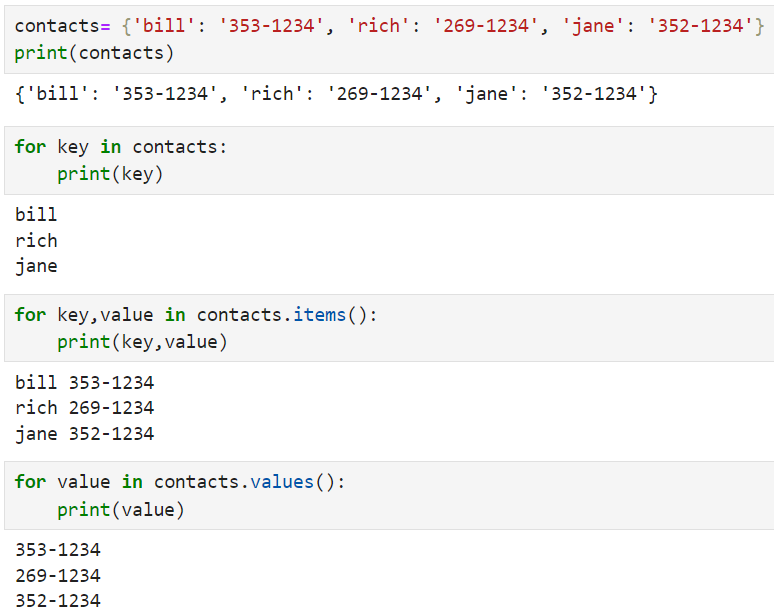 contacts= {'bill': '353-1234', 'rich': '269-1234', 'jane': '352-1234'}
print(contacts)
{'bill': '353-1234', 'rich': '269-1234', 'jane': '352-1234'}
for key in contacts:
    print(key)
bill
rich
jane
for key,value in contacts.items():
    print(key,value)
bill 353-1234
rich 269-1234
jane 352-1234
for value in contacts.values():
    print(value)
353-1234
269-1234
352-1234